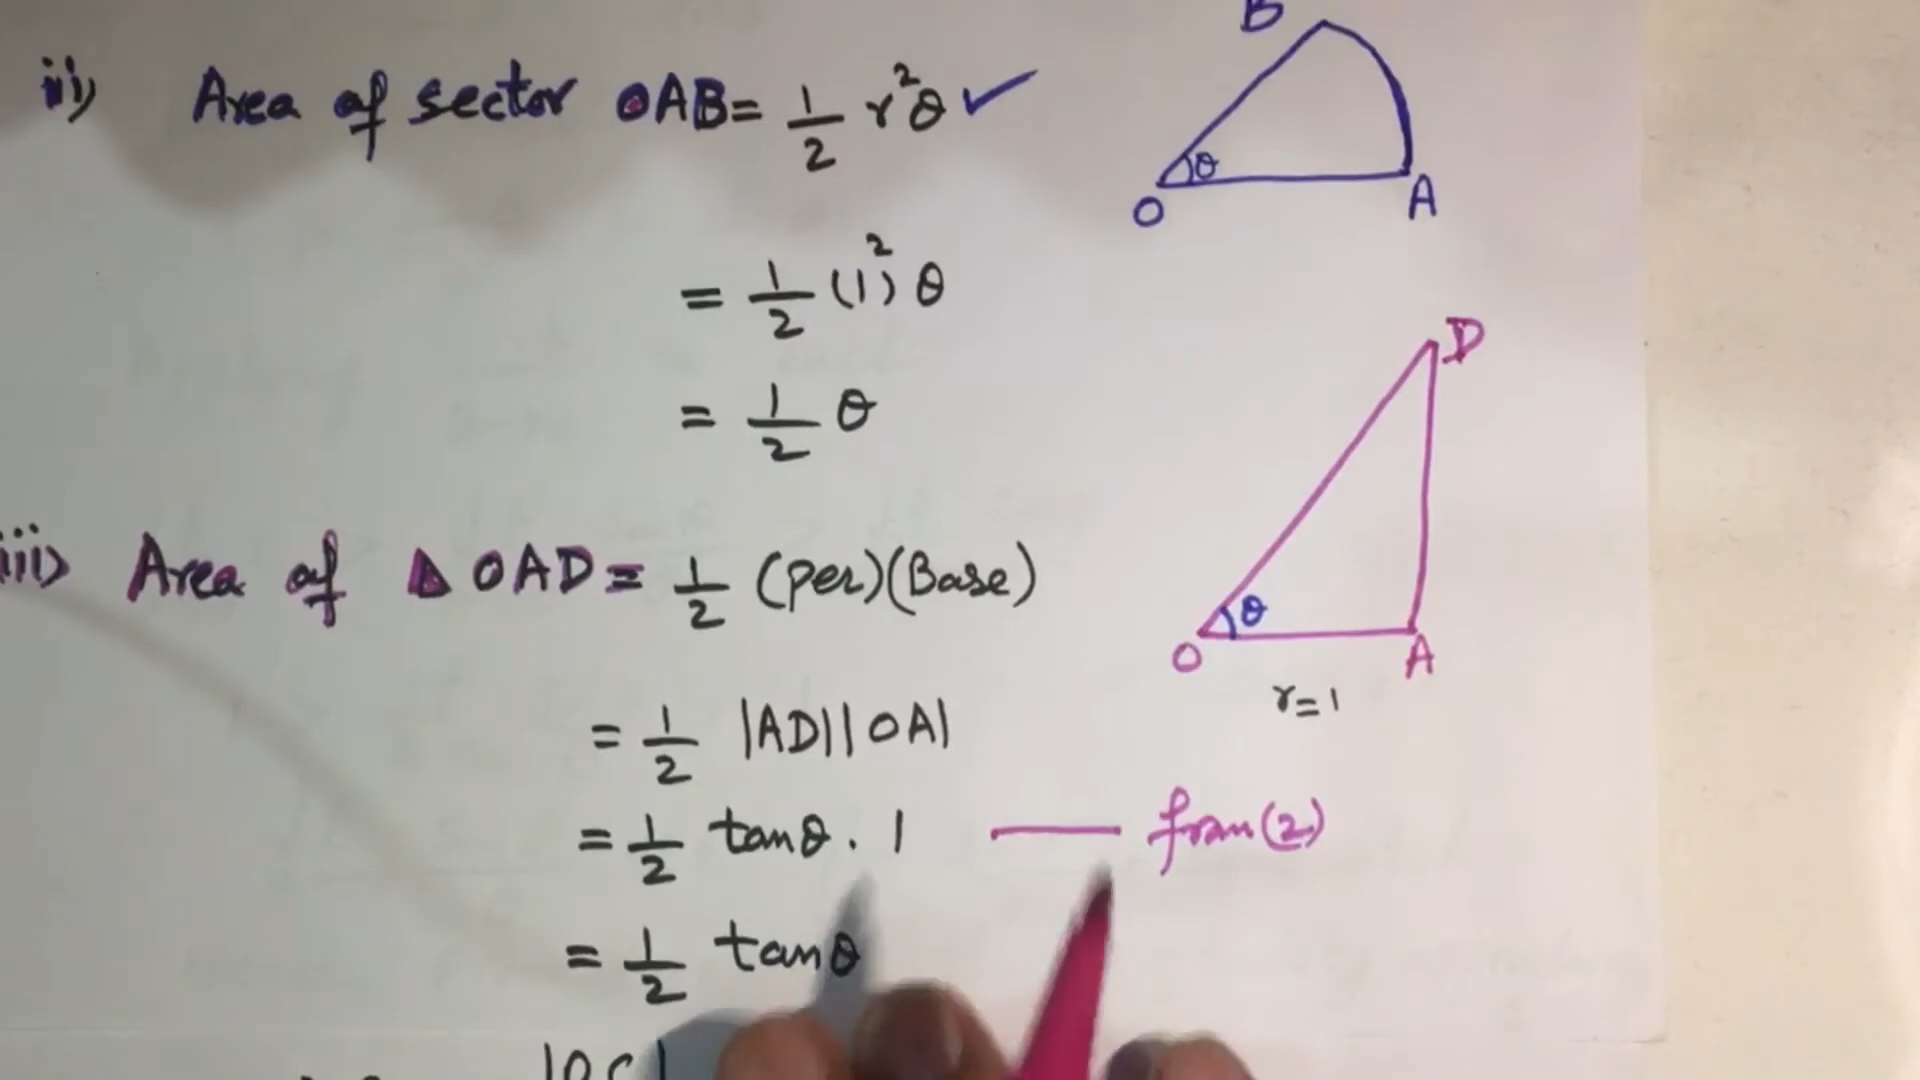 B
ii) Area of sector OAB = 1/2 r²θ ✓
θ
O A
= 1/2 (1)² θ
= 1/2 θ
D
iii) Area of Δ OAD = 1/2 (per)(Base)
θ
O A
r = 1
= 1/2 |AD||OA|
= 1/2 tanθ . 1 —— from (2)
= 1/2 tanθ